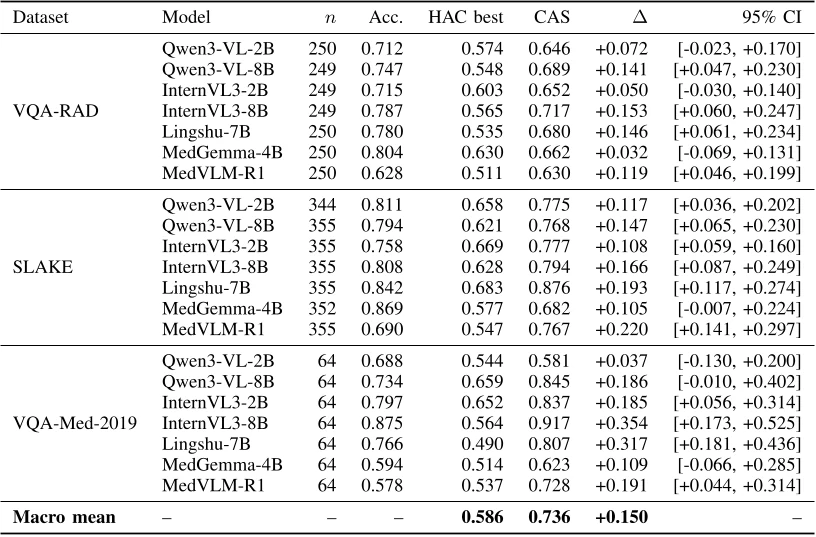 Dataset Model n Acc. HAC best CAS Δ 95% CI
Qwen3-VL-2B 250 0.712 0.574 0.646 +0.072 [-0.023, +0.170]
Qwen3-VL-8B 249 0.747 0.548 0.689 +0.141 [+0.047, +0.230]
InternVL3-2B 249 0.715 0.603 0.652 +0.050 [-0.030, +0.140]
VQA-RAD InternVL3-8B 249 0.787 0.565 0.717 +0.153 [+0.060, +0.247]
Lingshu-7B 250 0.780 0.535 0.680 +0.146 [+0.061, +0.234]
MedGemma-4B 250 0.804 0.630 0.662 +0.032 [-0.069, +0.131]
MedVLM-R1 250 0.628 0.511 0.630 +0.119 [+0.046, +0.199]
Qwen3-VL-2B 344 0.811 0.658 0.775 +0.117 [+0.036, +0.202]
Qwen3-VL-8B 355 0.794 0.621 0.768 +0.147 [+0.065, +0.230]
InternVL3-2B 355 0.758 0.669 0.777 +0.108 [+0.059, +0.160]
SLAKE InternVL3-8B 355 0.808 0.628 0.794 +0.166 [+0.087, +0.249]
Lingshu-7B 355 0.842 0.683 0.876 +0.193 [+0.117, +0.274]
MedGemma-4B 352 0.869 0.577 0.682 +0.105 [-0.007, +0.224]
MedVLM-R1 355 0.690 0.547 0.767 +0.220 [+0.141, +0.297]
Qwen3-VL-2B 64 0.688 0.544 0.581 +0.037 [-0.130, +0.200]
Qwen3-VL-8B 64 0.734 0.659 0.845 +0.186 [-0.010, +0.402]
InternVL3-2B 64 0.797 0.652 0.837 +0.185 [+0.056, +0.314]
VQA-Med-2019 InternVL3-8B 64 0.875 0.564 0.917 +0.354 [+0.173, +0.525]
Lingshu-7B 64 0.766 0.490 0.807 +0.317 [+0.181, +0.436]
MedGemma-4B 64 0.594 0.514 0.623 +0.109 [-0.066, +0.285]
MedVLM-R1 64 0.578 0.537 0.728 +0.191 [+0.044, +0.314]
Macro mean – – – 0.586 0.736 +0.150 –